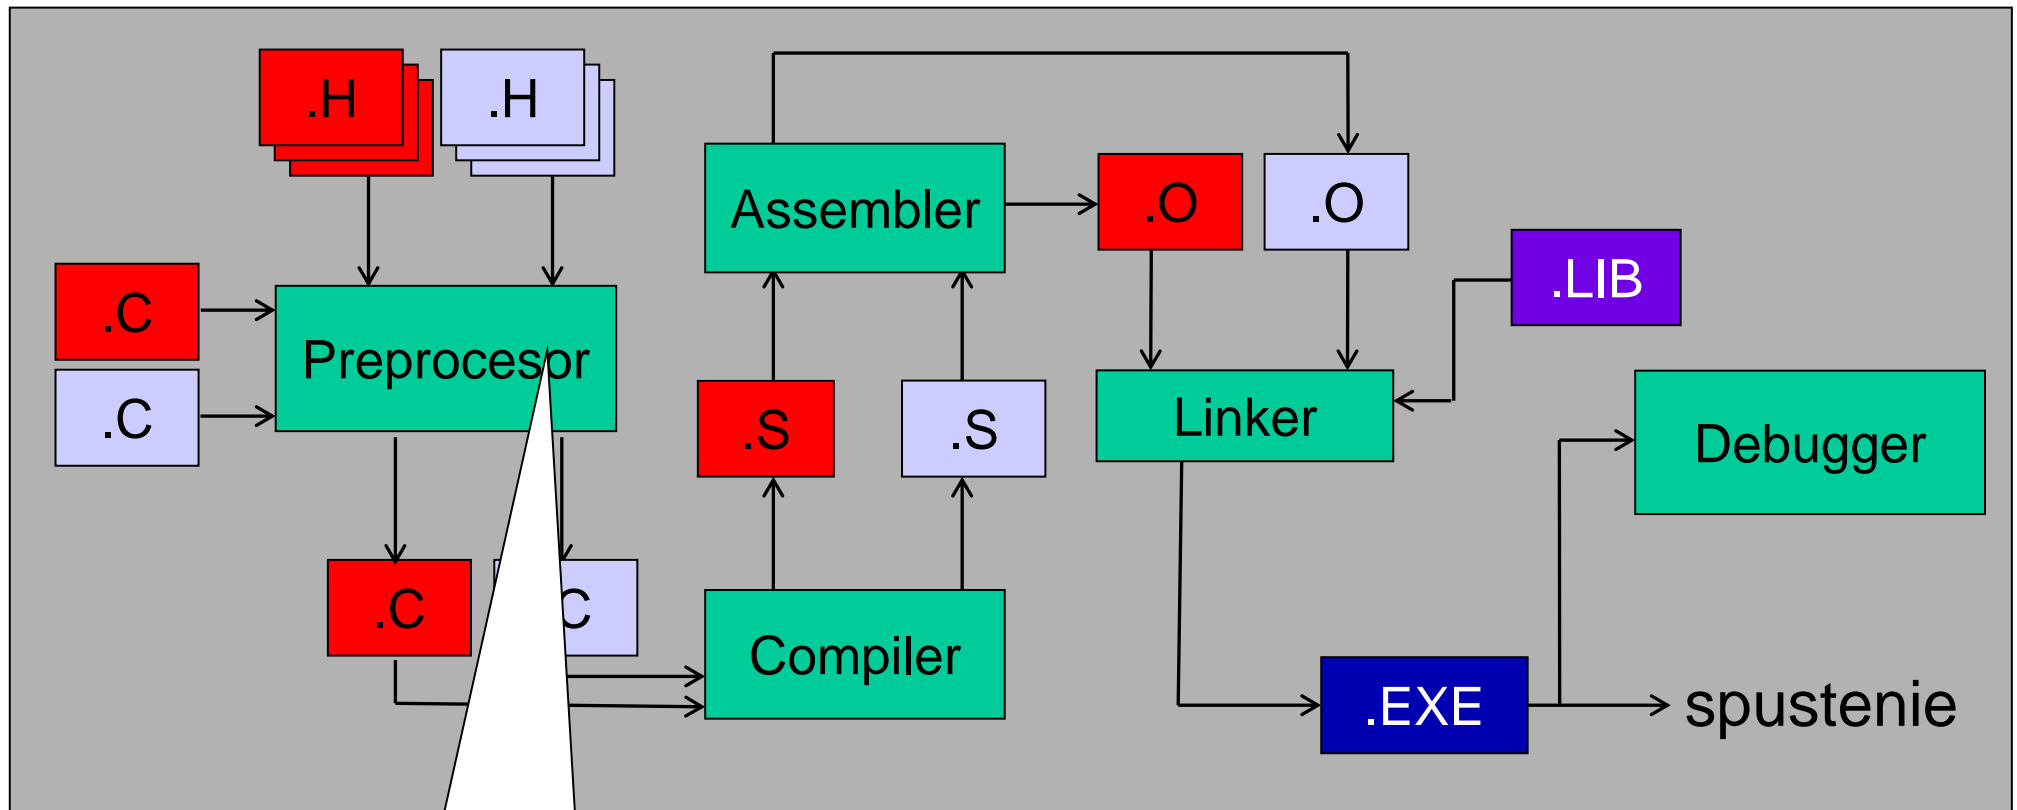 .H
.H
Assembler
.O
.O
.LIB
.C
Preprocesor
.C
.S
.S
Linker
Debugger
.C
C
Compiler
.EXE
spustenie